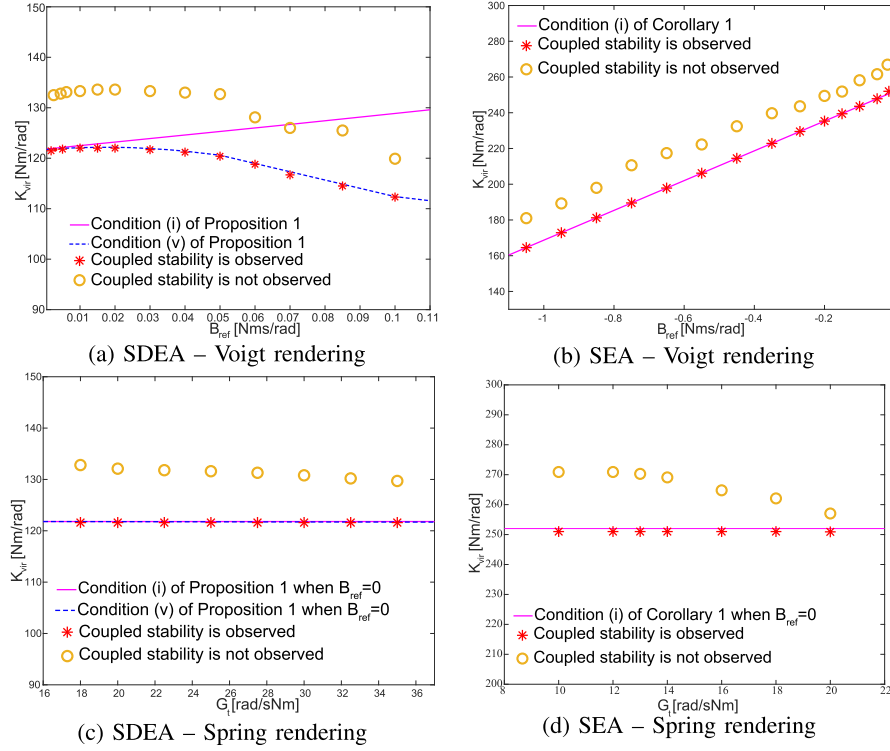 150
140
130
120
110
100
90
K_vir [Nm/rad]
Condition (i) of Proposition 1
Condition (v) of Proposition 1
Coupled stability is observed
Coupled stability is not observed
0.01 0.02 0.03 0.04 0.05 0.06 0.07 0.08 0.09 0.10 0.11
B_ref [Nms/rad]
(a) SDEA – Voigt rendering
300
280
260
240
220
200
180
160
140
K_vir [Nm/rad]
Condition (i) of Corollary 1
Coupled stability is observed
Coupled stability is not observed
-1 -0.8 -0.6 -0.4 -0.2
B_ref [Nms/rad]
(b) SEA – Voigt rendering
150
140
130
120
110
100
90
K_vir [Nm/rad]
Condition (i) of Proposition 1 when B_ref=0
Condition (v) of Proposition 1 when B_ref=0
Coupled stability is observed
Coupled stability is not observed
16 18 20 22 24 26 28 30 32 34 36
G_t [rad/sNm]
(c) SDEA – Spring rendering
300
290
280
270
260
250
240
230
220
210
200
K_vir [Nm/rad]
Condition (i) of Corollary 1 when B_ref=0
Coupled stability is observed
Coupled stability is not observed
8 10 12 14 16 18 20 22
G_t [rad/sNm]
(d) SEA – Spring rendering